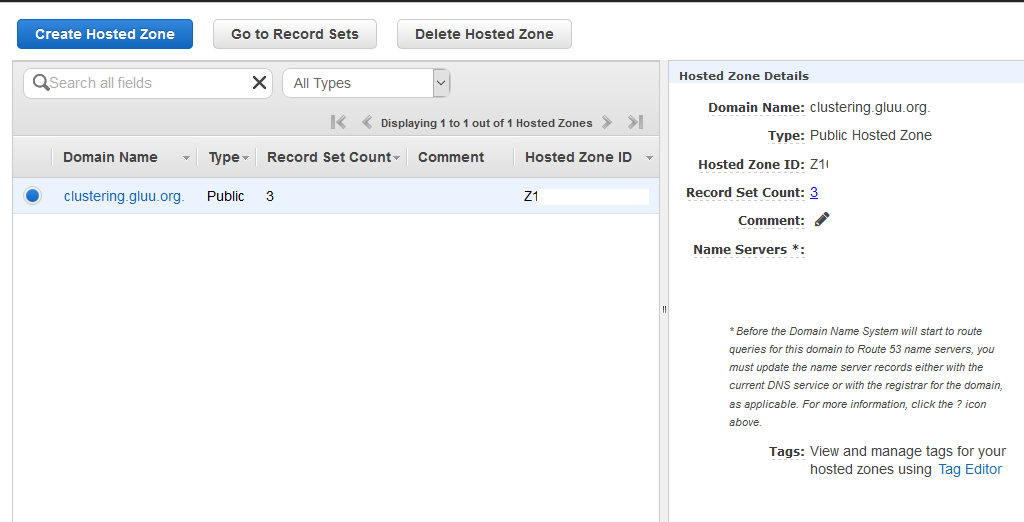 Create Hosted Zone Go to Record Sets Delete Hosted Zone
Search all fields All Types
Displaying 1 to 1 out of 1 Hosted Zones
Domain Name Type Record Set Count Comment Hosted Zone ID
clustering.gluu.org. Public 3 Z1
Hosted Zone Details
Domain Name: clustering.gluu.org.
Type: Public Hosted Zone
Hosted Zone ID: Z1
Record Set Count: 3
Comment:
Name Servers *:
* Before the Domain Name System will start to route
queries for this domain to Route 53 name servers, you
must update the name server records either with the
current DNS service or with the registrar for the domain,
as applicable. For more information, click the ? icon
above.
Tags: View and manage tags for your
hosted zones using Tag Editor